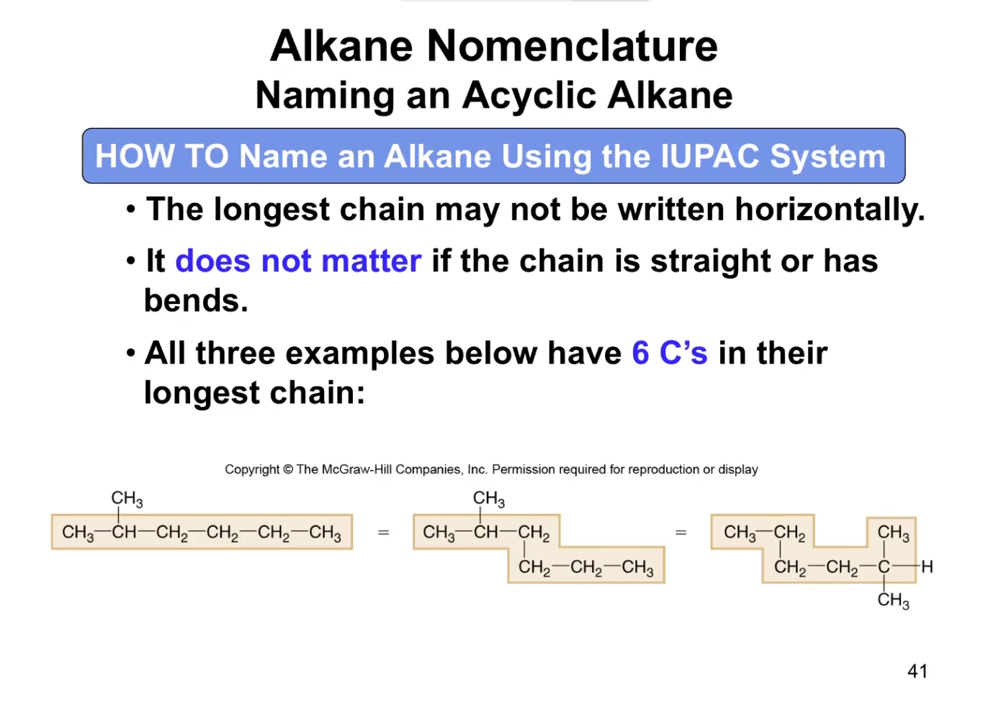 Alkane Nomenclature
Naming an Acyclic Alkane
HOW TO Name an Alkane Using the IUPAC System
• The longest chain may not be written horizontally.
• It does not matter if the chain is straight or has
bends.
• All three examples below have 6 C’s in their
longest chain:
Copyright © The McGraw-Hill Companies, Inc. Permission required for reproduction or display
CH₃ CH₃
CH₃—CH—CH₂—CH₂—CH₂—CH₃ = CH₃—CH—CH₂ = CH₃—CH₂ CH₃
CH₂—CH₂—CH₃ CH₂—CH₂—C—H
CH₃
41